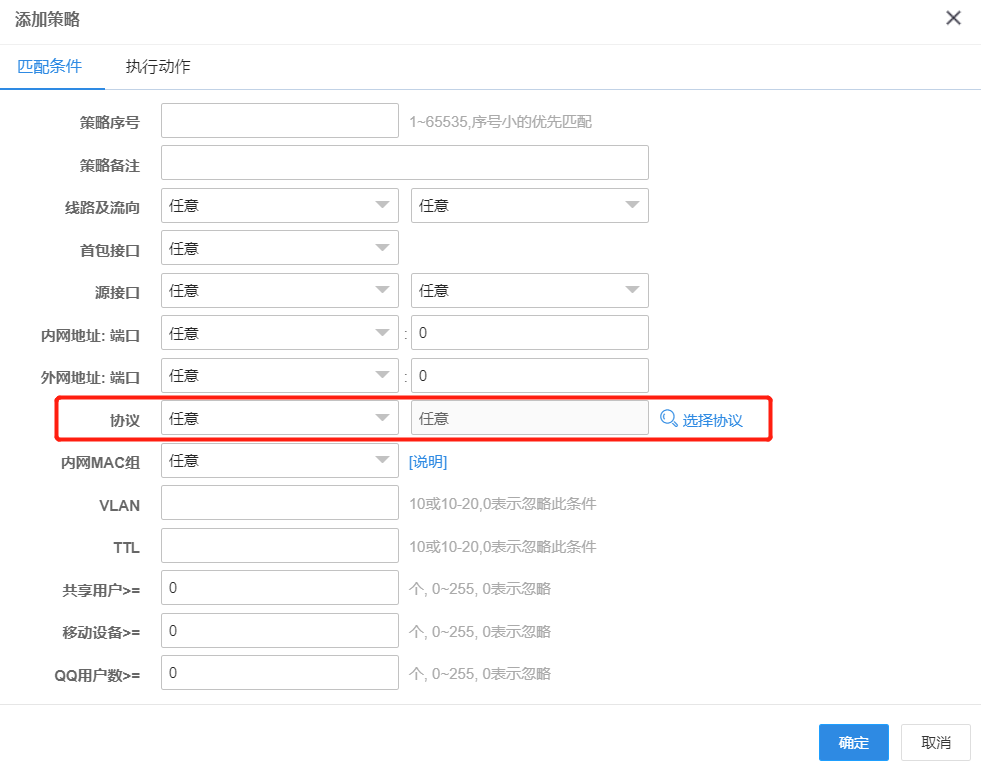 添加策略
匹配条件 执行动作
策略序号 1~65535,序号小的优先匹配
策略备注
线路及流向 任意 任意
首包接口 任意
源接口 任意 任意
内网地址: 端口 任意 : 0
外网地址: 端口 任意 : 0
协议 任意 任意 选择协议
内网MAC组 任意 [说明]
VLAN 10或10-20,0表示忽略此条件
TTL 10或10-20,0表示忽略此条件
共享用户>= 0 个, 0~255, 0表示忽略
移动设备>= 0 个, 0~255, 0表示忽略
QQ用户数>= 0 个, 0~255, 0表示忽略
确定 取消